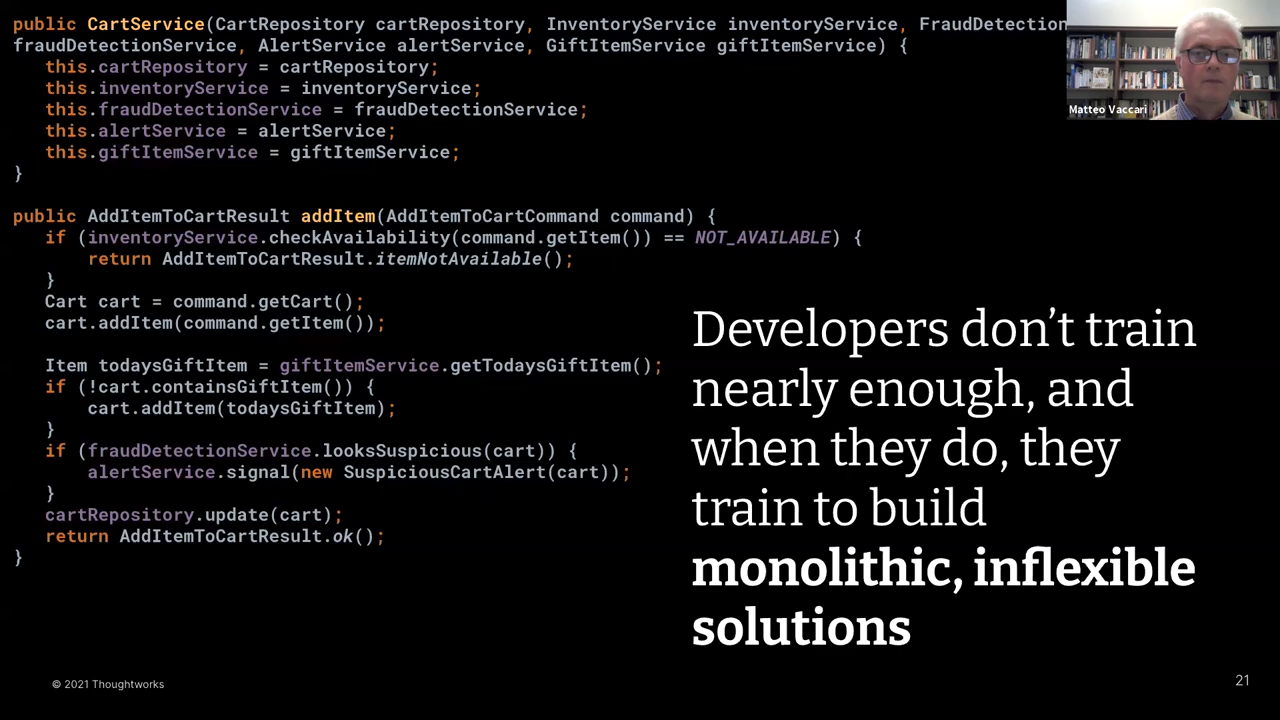 public CartService(CartRepository cartRepository, InventoryService inventoryService, FraudDetection
fraudDetectionService, AlertService alertService, GiftItemService giftItemService) {
this.cartRepository = cartRepository;
this.inventoryService = inventoryService;
this.fraudDetectionService = fraudDetectionService;
this.alertService = alertService;
this.giftItemService = giftItemService;
}
public AddItemToCartResult addItem(AddItemToCartCommand command) {
if (inventoryService.checkAvailability(command.getItem()) == NOT_AVAILABLE) {
return AddItemToCartResult.itemNotAvailable();
}
Cart cart = command.getCart();
cart.addItem(command.getItem());
Item todaysGiftItem = giftItemService.getTodaysGiftItem();
if (!cart.containsGiftItem()) {
cart.addItem(todaysGiftItem);
}
if (fraudDetectionService.looksSuspicious(cart)) {
alertService.signal(new SuspiciousCartAlert(cart));
}
cartRepository.update(cart);
return AddItemToCartResult.ok();
}
Matteo Vaccari
Developers don’t train
nearly enough, and
when they do, they
train to build
monolithic, inflexible
solutions
© 2021 Thoughtworks
21